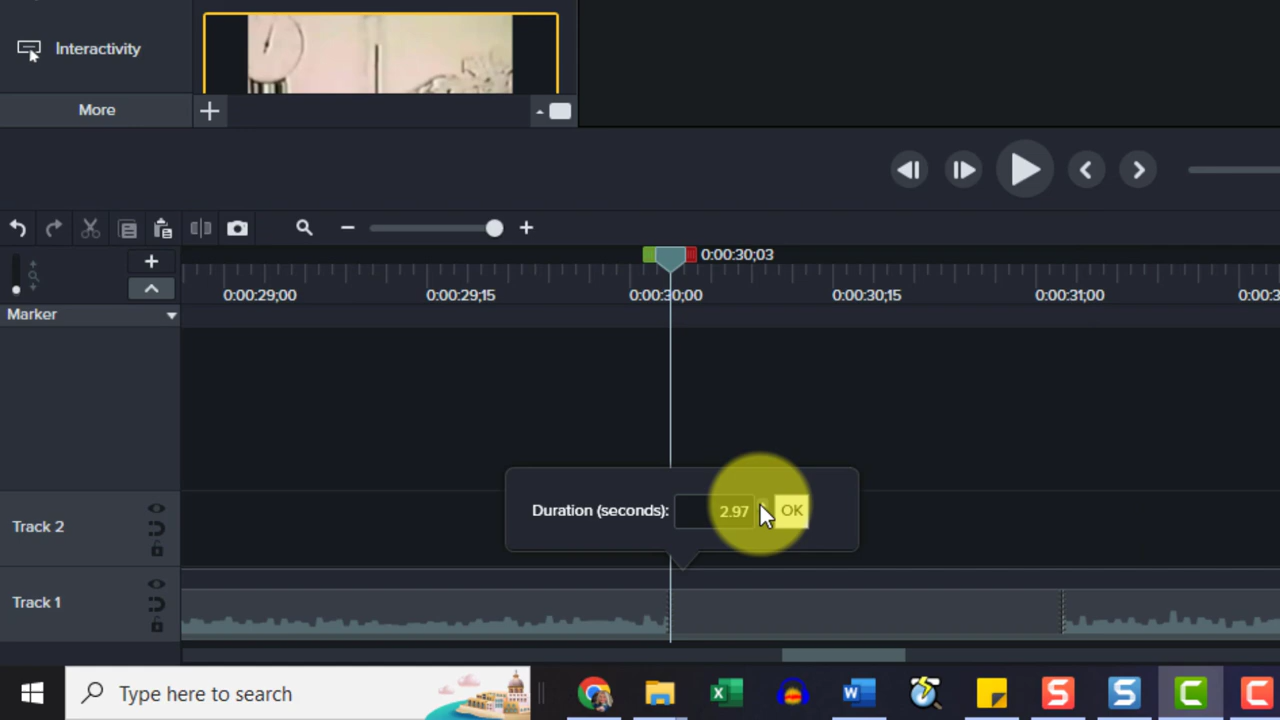 Interactivity
More
0:00:30;03
0:00:29;00 0:00:29;15 0:00:30;00 0:00:30;15 0:00:31;00
Marker
Duration (seconds): 2.97 OK
Track 2
Track 1
Type here to search